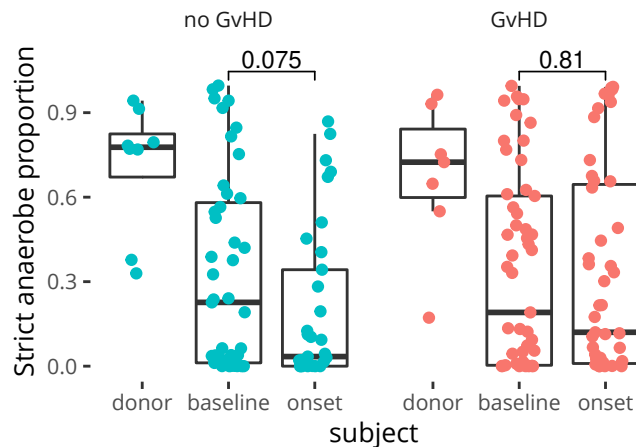 no GvHD GvHD
0.075 0.81
Strict anaerobe proportion
0.9
0.6
0.3
0.0
donor baseline onset donor baseline onset
subject